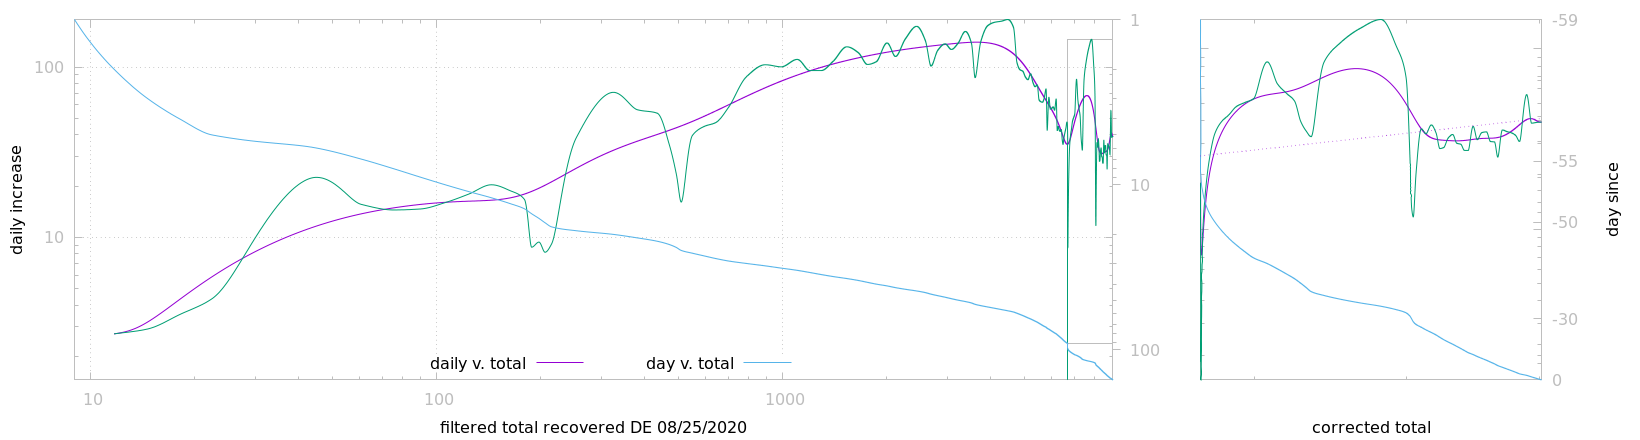 1
-59
100
-55
daily increase
10
-50
day since
10
-30
daily v. total
day v. total
100
0
10
100
1000
filtered total recovered DE 08/25/2020
corrected total